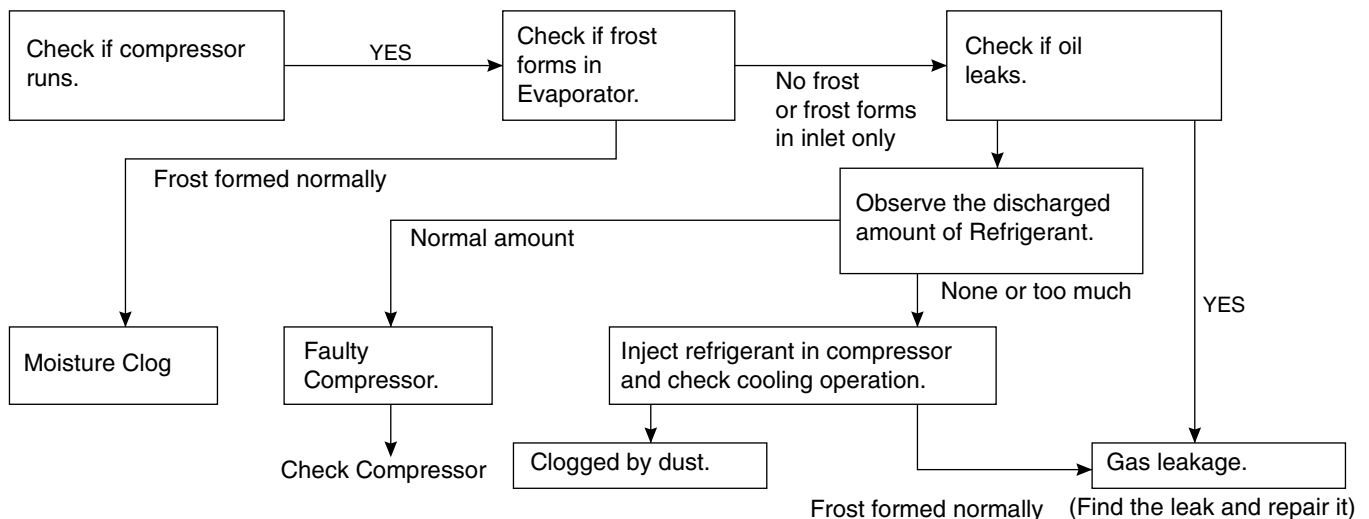 Check if compressor
runs.
YES
Check if frost
forms in
Evaporator.
No frost
or frost forms
in inlet only
Check if oil
leaks.
Frost formed normally
Observe the discharged
amount of Refrigerant.
Normal amount
None or too much
YES
Moisture Clog
Faulty
Compressor.
Inject refrigerant in compressor
and check cooling operation.
Check Compressor
Clogged by dust.
Gas leakage.
Frost formed normally
(Find the leak and repair it)